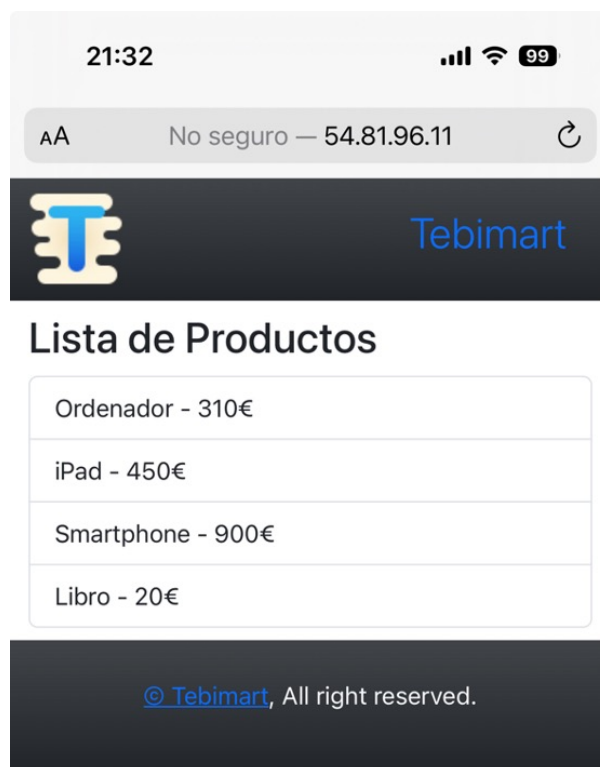 21:32 99
AA No seguro — 54.81.96.11
T Tebimart
Lista de Productos
Ordenador - 310€
iPad - 450€
Smartphone - 900€
Libro - 20€
© Tebimart, All right reserved.